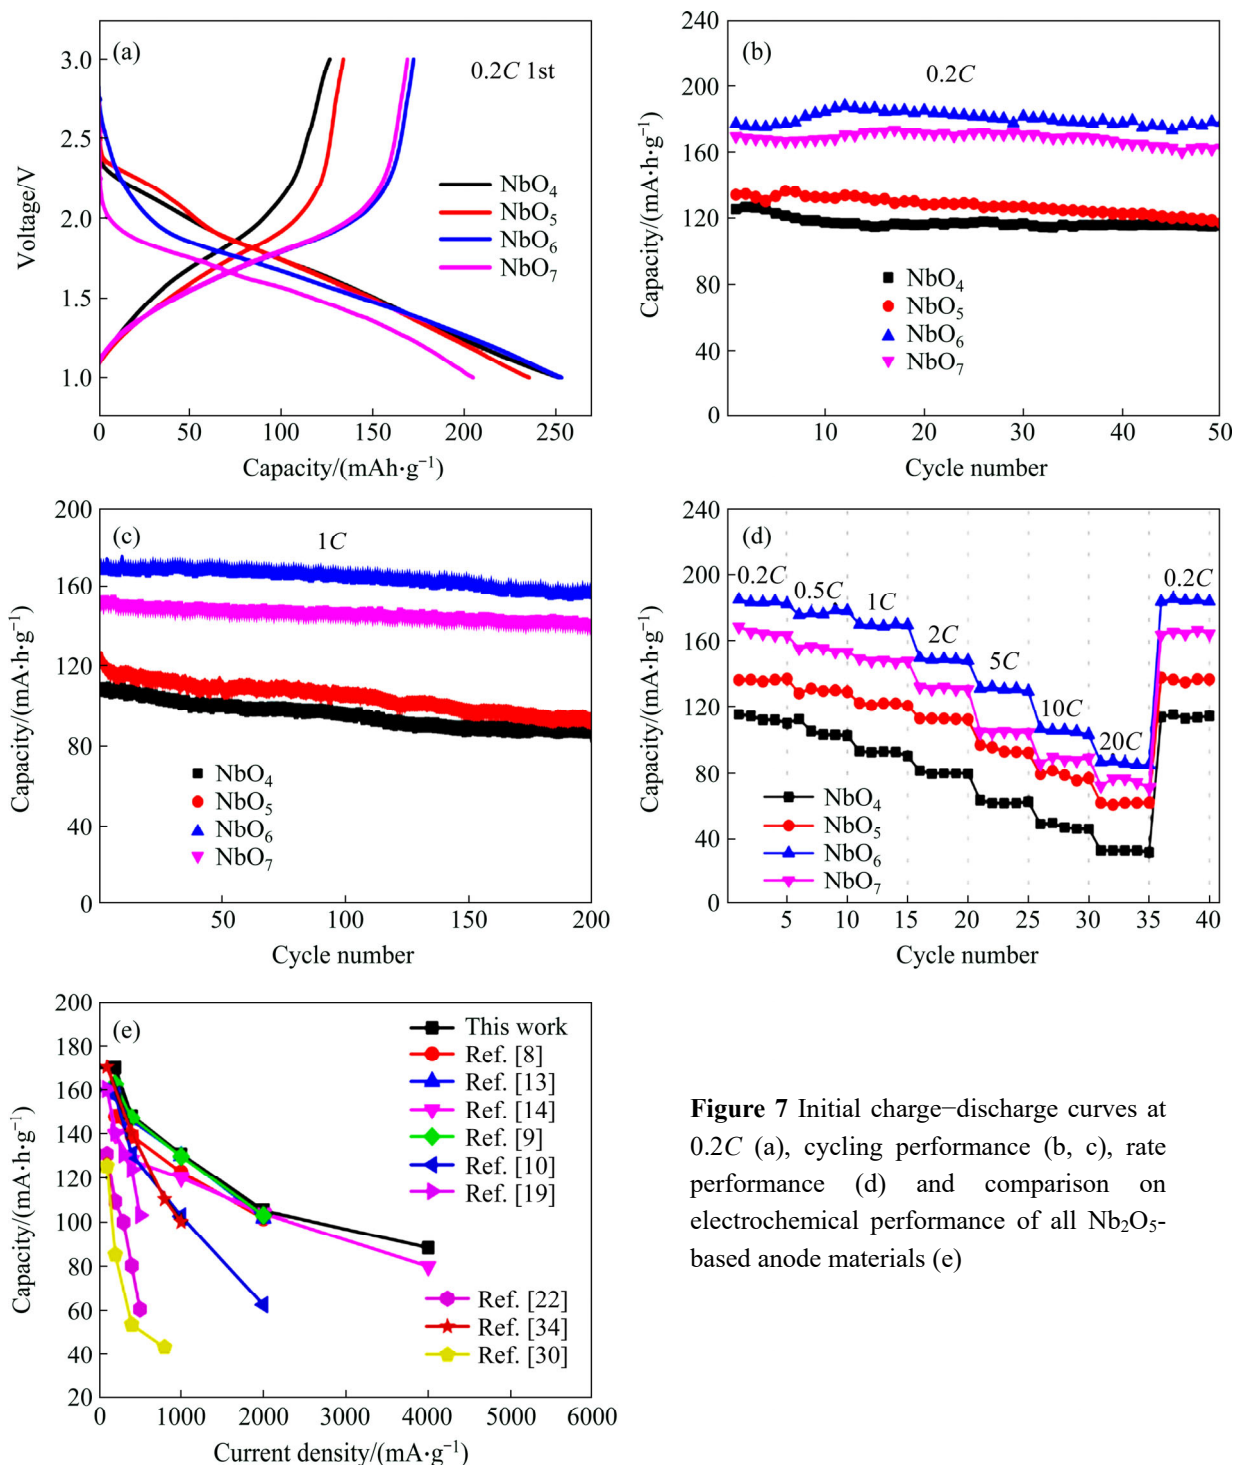 (a)
0.2C 1st
3.0
2.5
2.0
1.5
1.0
Voltage/V
NbO₄
NbO₅
NbO₆
NbO₇
0 50 100 150 200 250
Capacity/(mAh·g⁻¹)
(b)
0.2C
240
200
160
120
80
40
0
Capacity/(mA·h·g⁻¹)
NbO₄
NbO₅
NbO₆
NbO₇
10 20 30 40 50
Cycle number
(c)
1C
200
160
120
80
40
0
Capacity/(mA·h·g⁻¹)
NbO₄
NbO₅
NbO₆
NbO₇
50 100 150 200
Cycle number
(d)
240
200
160
120
80
40
0
Capacity/(mA·h·g⁻¹)
0.2C
0.5C
1C
2C
5C
10C
20C
0.2C
NbO₄
NbO₅
NbO₆
NbO₇
5 10 15 20 25 30 35 40
Cycle number
(e)
200
180
160
140
120
100
80
60
40
20
Capacity/(mA·h·g⁻¹)
This work
Ref. [8]
Ref. [13]
Ref. [14]
Ref. [9]
Ref. [10]
Ref. [19]
Ref. [22]
Ref. [34]
Ref. [30]
0 1000 2000 3000 4000 5000 6000
Current density/(mA·g⁻¹)
Figure 7 Initial charge−discharge curves at
0.2C (a), cycling performance (b, c), rate
performance (d) and comparison on
electrochemical performance of all Nb₂O₅-
based anode materials (e)